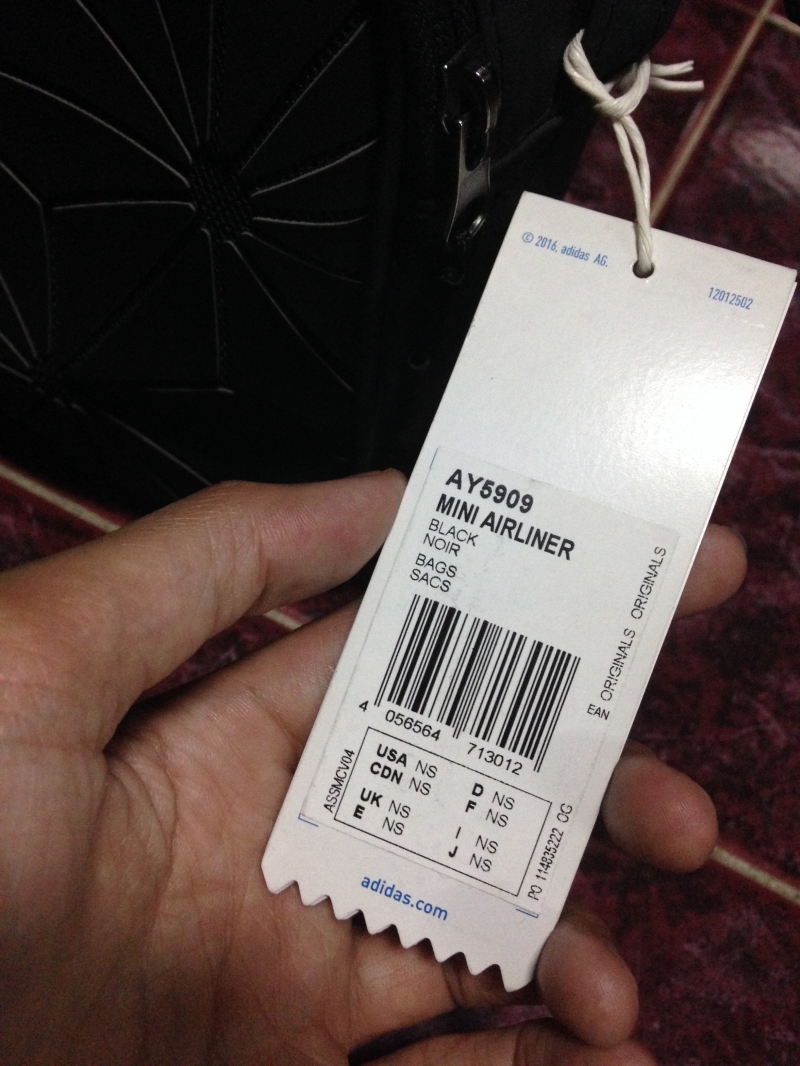 © 2016, adidas AG.
12012502
AY5909
MINI AIRLINER
BLACK
NOIR
BAGS
SACS
EAN ORIGINALS ORIGINALS
4 056564 713012
ASSMCV04
USA NS
CDN NS
UK NS
E NS
D NS
F NS
I NS
J NS
PO 114835222 OG
adidas.com